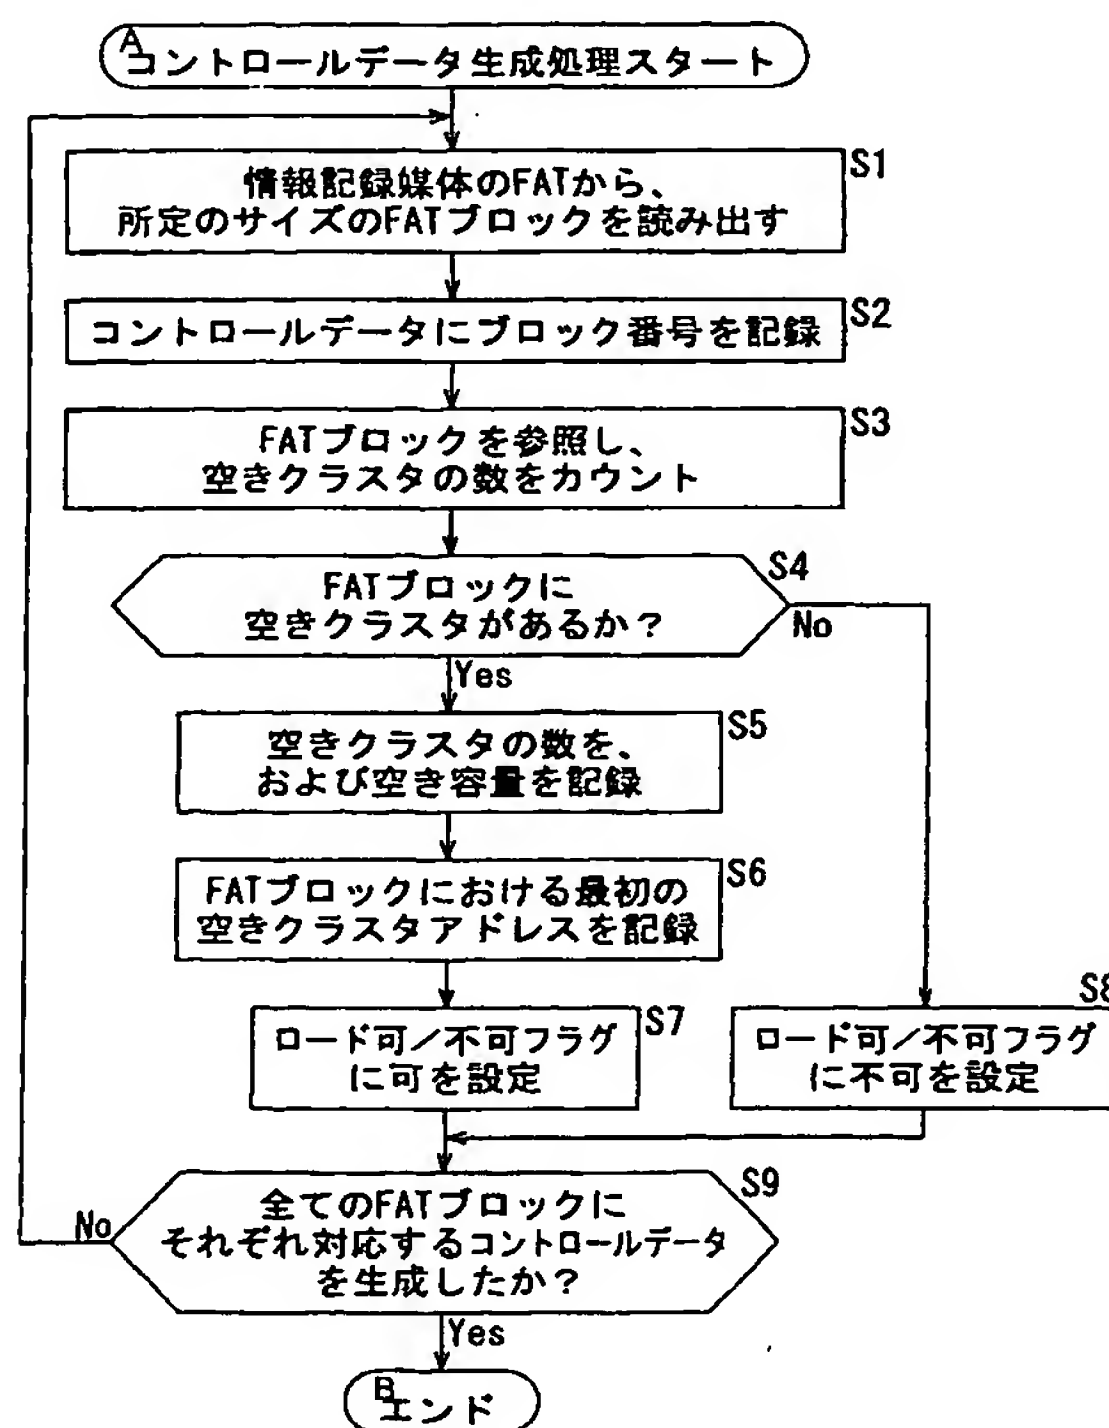 A
コントロールデータ生成処理スタート
S1
情報記録媒体のFATから、
所定のサイズのFATブロックを読み出す
S2
コントロールデータにブロック番号を記録
S3
FATブロックを参照し、
空きクラスタの数をカウント
S4
FATブロックに
空きクラスタがあるか？
No
Yes
S5
空きクラスタの数を、
および空き容量を記録
S6
FATブロックにおける最初の
空きクラスタアドレスを記録
S7
ロード可／不可フラグ
に可を設定
S8
ロード可／不可フラグ
に不可を設定
S9
全てのFATブロックに
それぞれ対応するコントロールデータ
を生成したか？
No
Yes
B
エンド